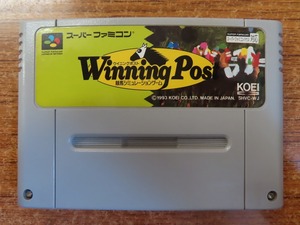 スーパーファミコン
ウイニングポスト
Winning Post
競馬シミュレーションゲーム
©1993 KOEI CO., LTD. MADE IN JAPAN. SHVC-WJ
KOEI